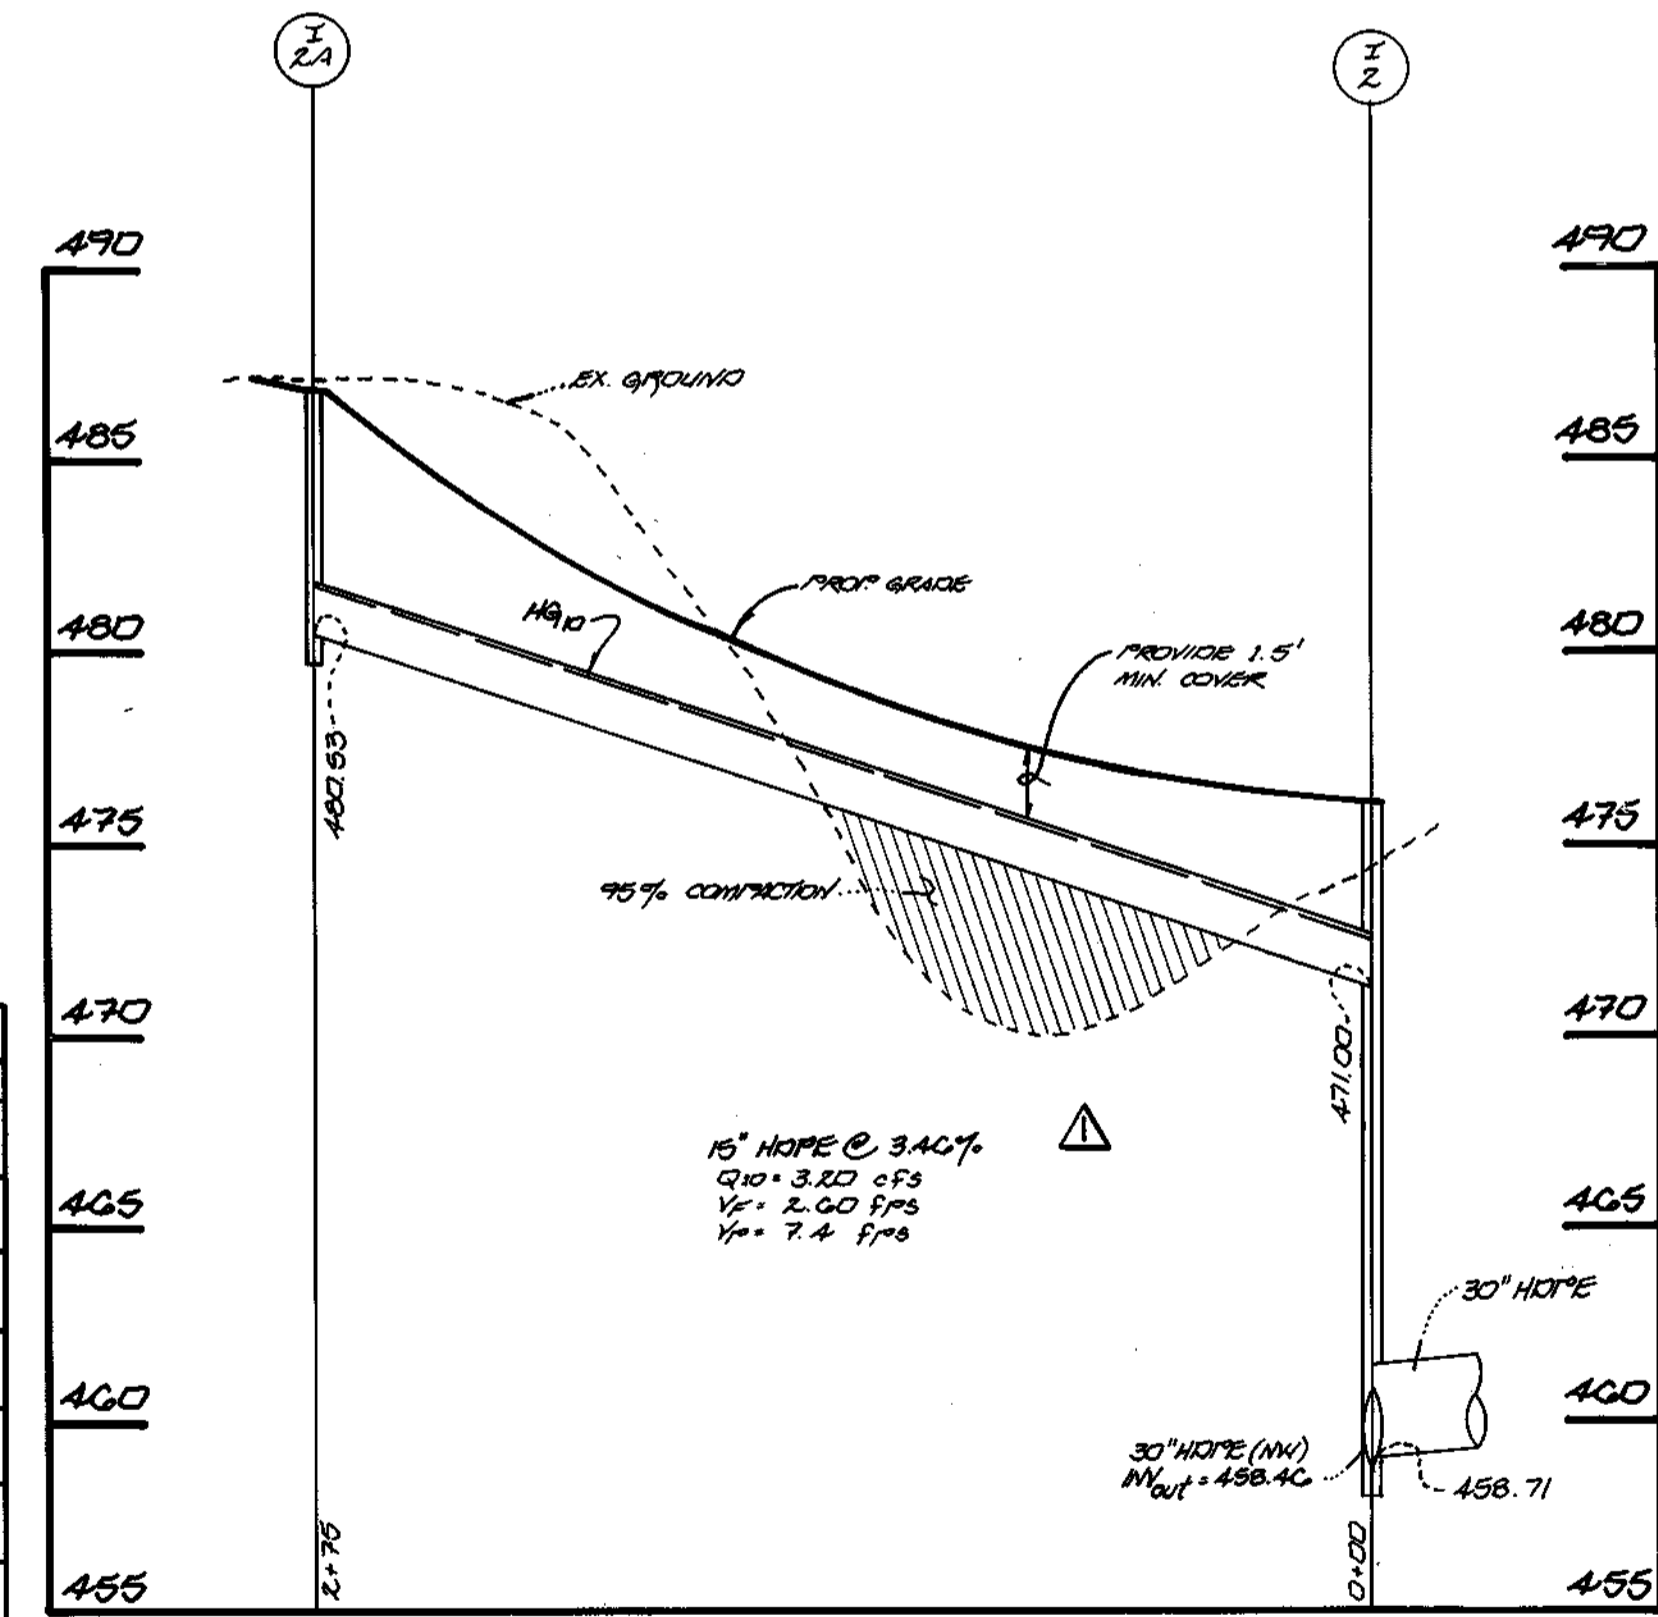 I
2A
I
2
490
490
EX. GROUND
485
485
PROP. GRADE
HG10
480
480
PROVIDE 1.5'
MIN. COVER
480.53
475
475
95% COMPACTION
470
470
471.00
1
15" HDPE @ 3.46%
Q10 = 3.20 cfs
VF = 2.60 fps
VP = 7.4 fps
465
465
30" HDPE
460
460
30" HDPE (NW)
INVout = 458.46
458.71
2+75
0+00
455
455